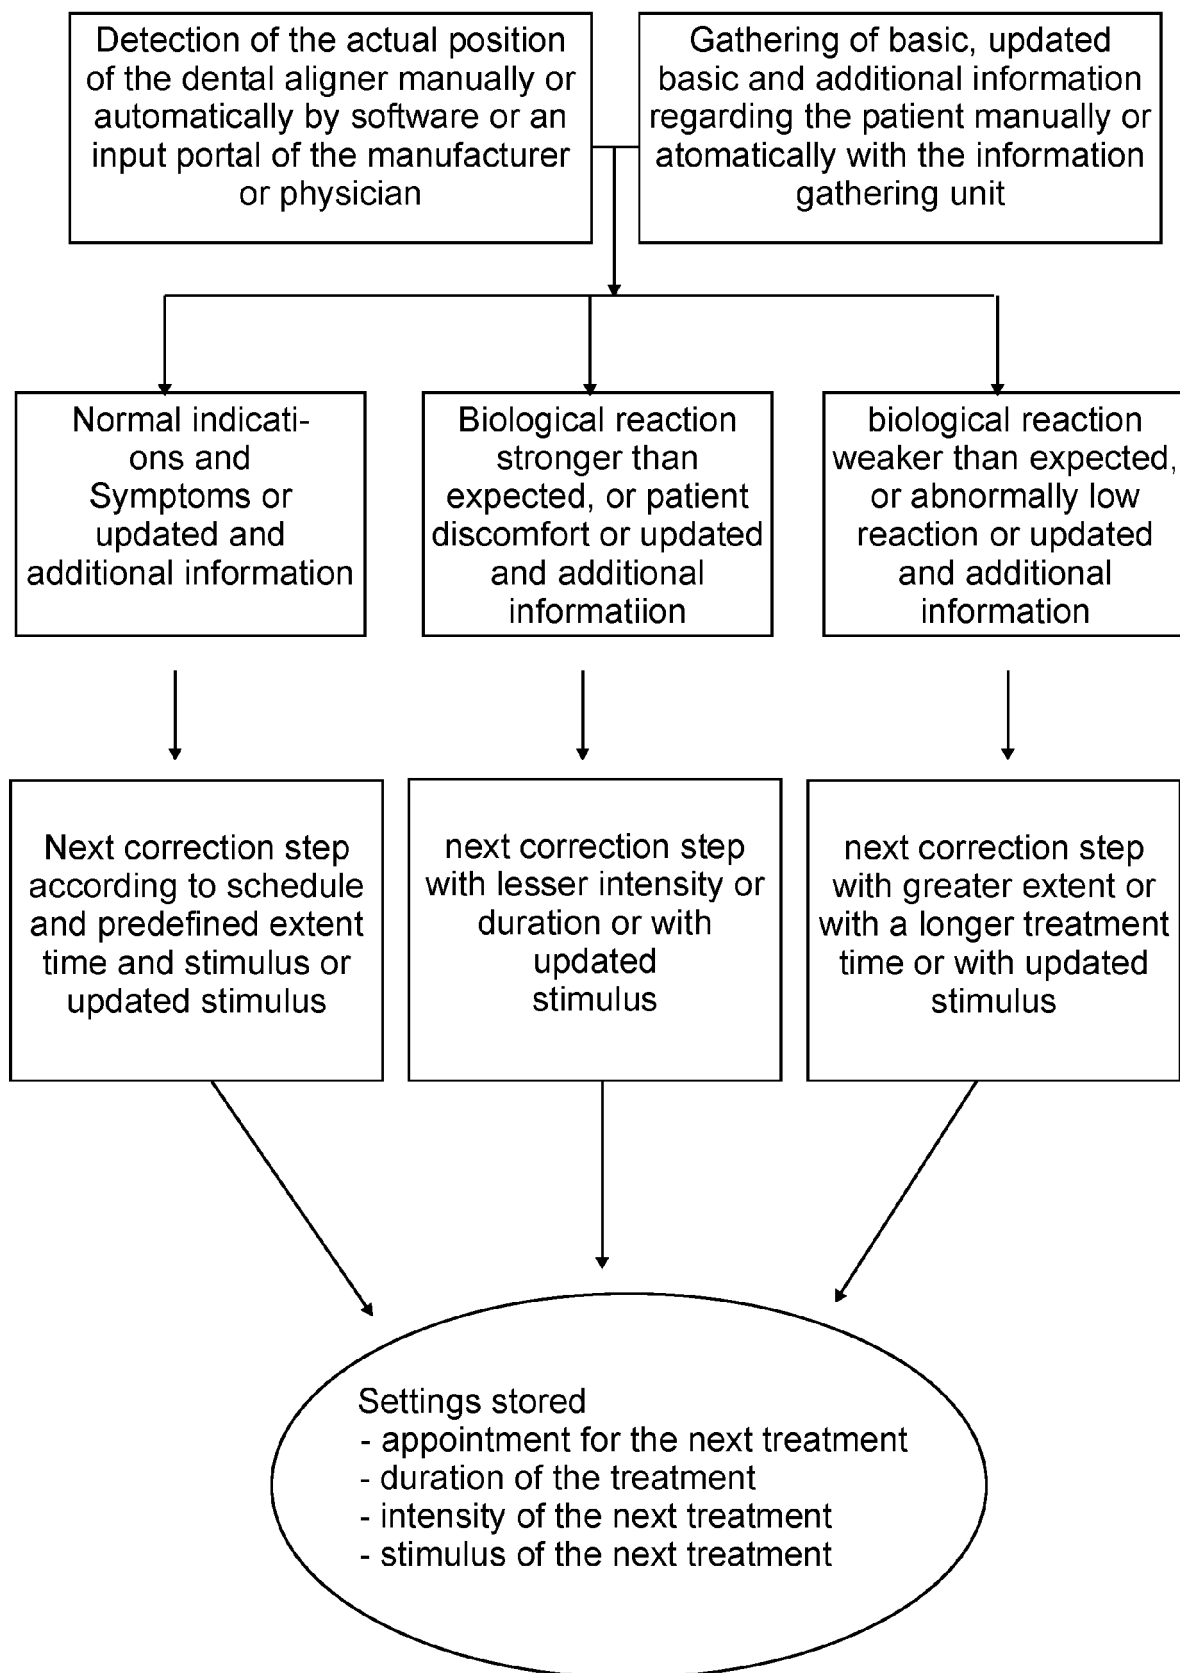 Detection of the actual position
of the dental aligner manually or
automatically by software or an
input portal of the manufacturer
or physician
Gathering of basic, updated
basic and additional information
regarding the patient manually or
atomatically with the information
gathering unit
Normal indicati-
ons and
Symptoms or
updated and
additional information
Biological reaction
stronger than
expected, or patient
discomfort or updated
and additional
informatiion
biological reaction
weaker than expected,
or abnormally low
reaction or updated
and additional
information
Next correction step
according to schedule
and predefined extent
time and stimulus or
updated stimulus
next correction step
with lesser intensity or
duration or with
updated
stimulus
next correction step
with greater extent or
with a longer treatment
time or with updated
stimulus
Settings stored
- appointment for the next treatment
- duration of the treatment
- intensity of the next treatment
- stimulus of the next treatment